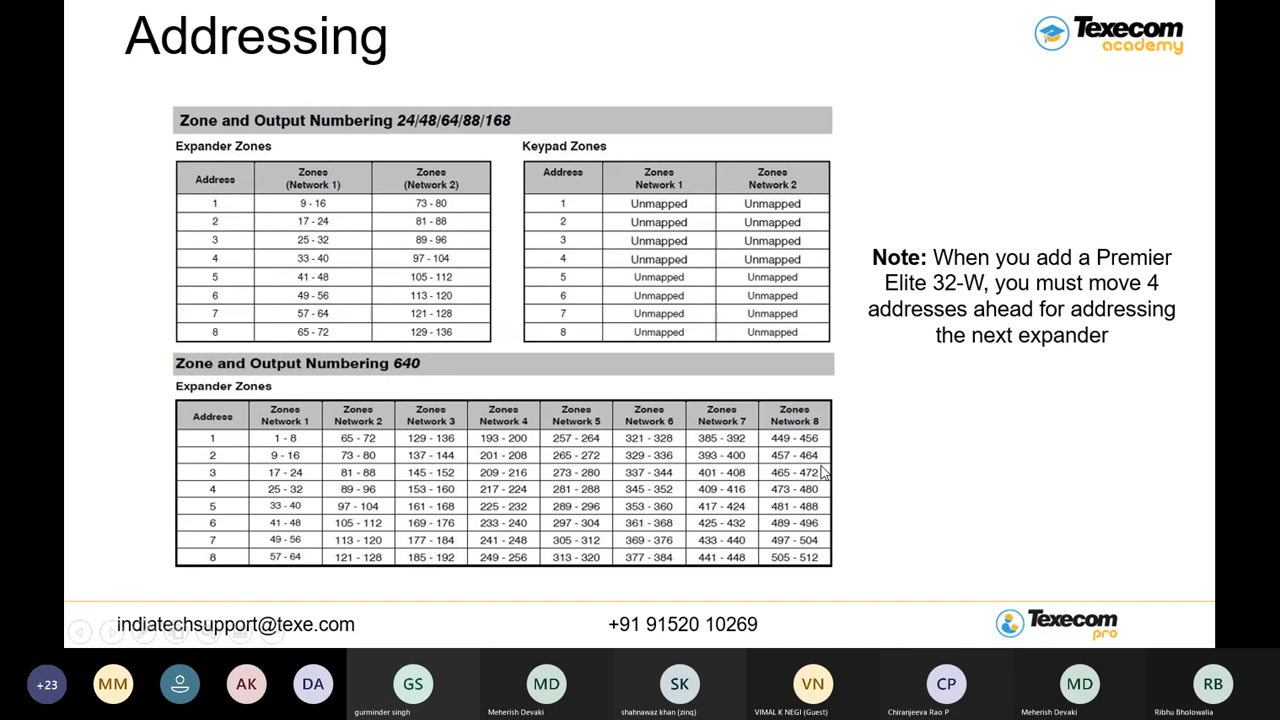 Addressing
Texecom
academy
Zone and Output Numbering 24/48/64/88/168
Expander Zones
Address Zones (Network 1) Zones (Network 2)
1 9 - 16 73 - 80
2 17 - 24 81 - 88
3 25 - 32 89 - 96
4 33 - 40 97 - 104
5 41 - 48 105 - 112
6 49 - 56 113 - 120
7 57 - 64 121 - 128
8 65 - 72 129 - 136
Keypad Zones
Address Zones Network 1 Zones Network 2
1 Unmapped Unmapped
2 Unmapped Unmapped
3 Unmapped Unmapped
4 Unmapped Unmapped
5 Unmapped Unmapped
6 Unmapped Unmapped
7 Unmapped Unmapped
8 Unmapped Unmapped
Note: When you add a Premier
Elite 32-W, you must move 4
addresses ahead for addressing
the next expander
Zone and Output Numbering 640
Expander Zones
Address Zones Network 1 Zones Network 2 Zones Network 3 Zones Network 4 Zones Network 5 Zones Network 6 Zones Network 7 Zones Network 8
1 1 - 8 65 - 72 129 - 136 193 - 200 257 - 264 321 - 328 385 - 392 449 - 456
2 9 - 16 73 - 80 137 - 144 201 - 208 265 - 272 329 - 336 393 - 400 457 - 464
3 17 - 24 81 - 88 145 - 152 209 - 216 273 - 280 337 - 344 401 - 408 465 - 472
4 25 - 32 89 - 96 153 - 160 217 - 224 281 - 288 345 - 352 409 - 416 473 - 480
5 33 - 40 97 - 104 161 - 168 225 - 232 289 - 296 353 - 360 417 - 424 481 - 488
6 41 - 48 105 - 112 169 - 176 233 - 240 297 - 304 361 - 368 425 - 432 489 - 496
7 49 - 56 113 - 120 177 - 184 241 - 248 305 - 312 369 - 376 433 - 440 497 - 504
8 57 - 64 121 - 128 185 - 192 249 - 256 313 - 320 377 - 384 441 - 448 505 - 512
indiatechsupport@texe.com
+91 91520 10269
Texecom
pro
+23 MM AK DA GS MD SK VN CP MD RB
gurminder singh Meherish Devaki shahnawaz khan (zinq) VIMAL K NEGI (Guest) Chiranjeeva Rao P Meherish Devaki Ribhu Bholowalia